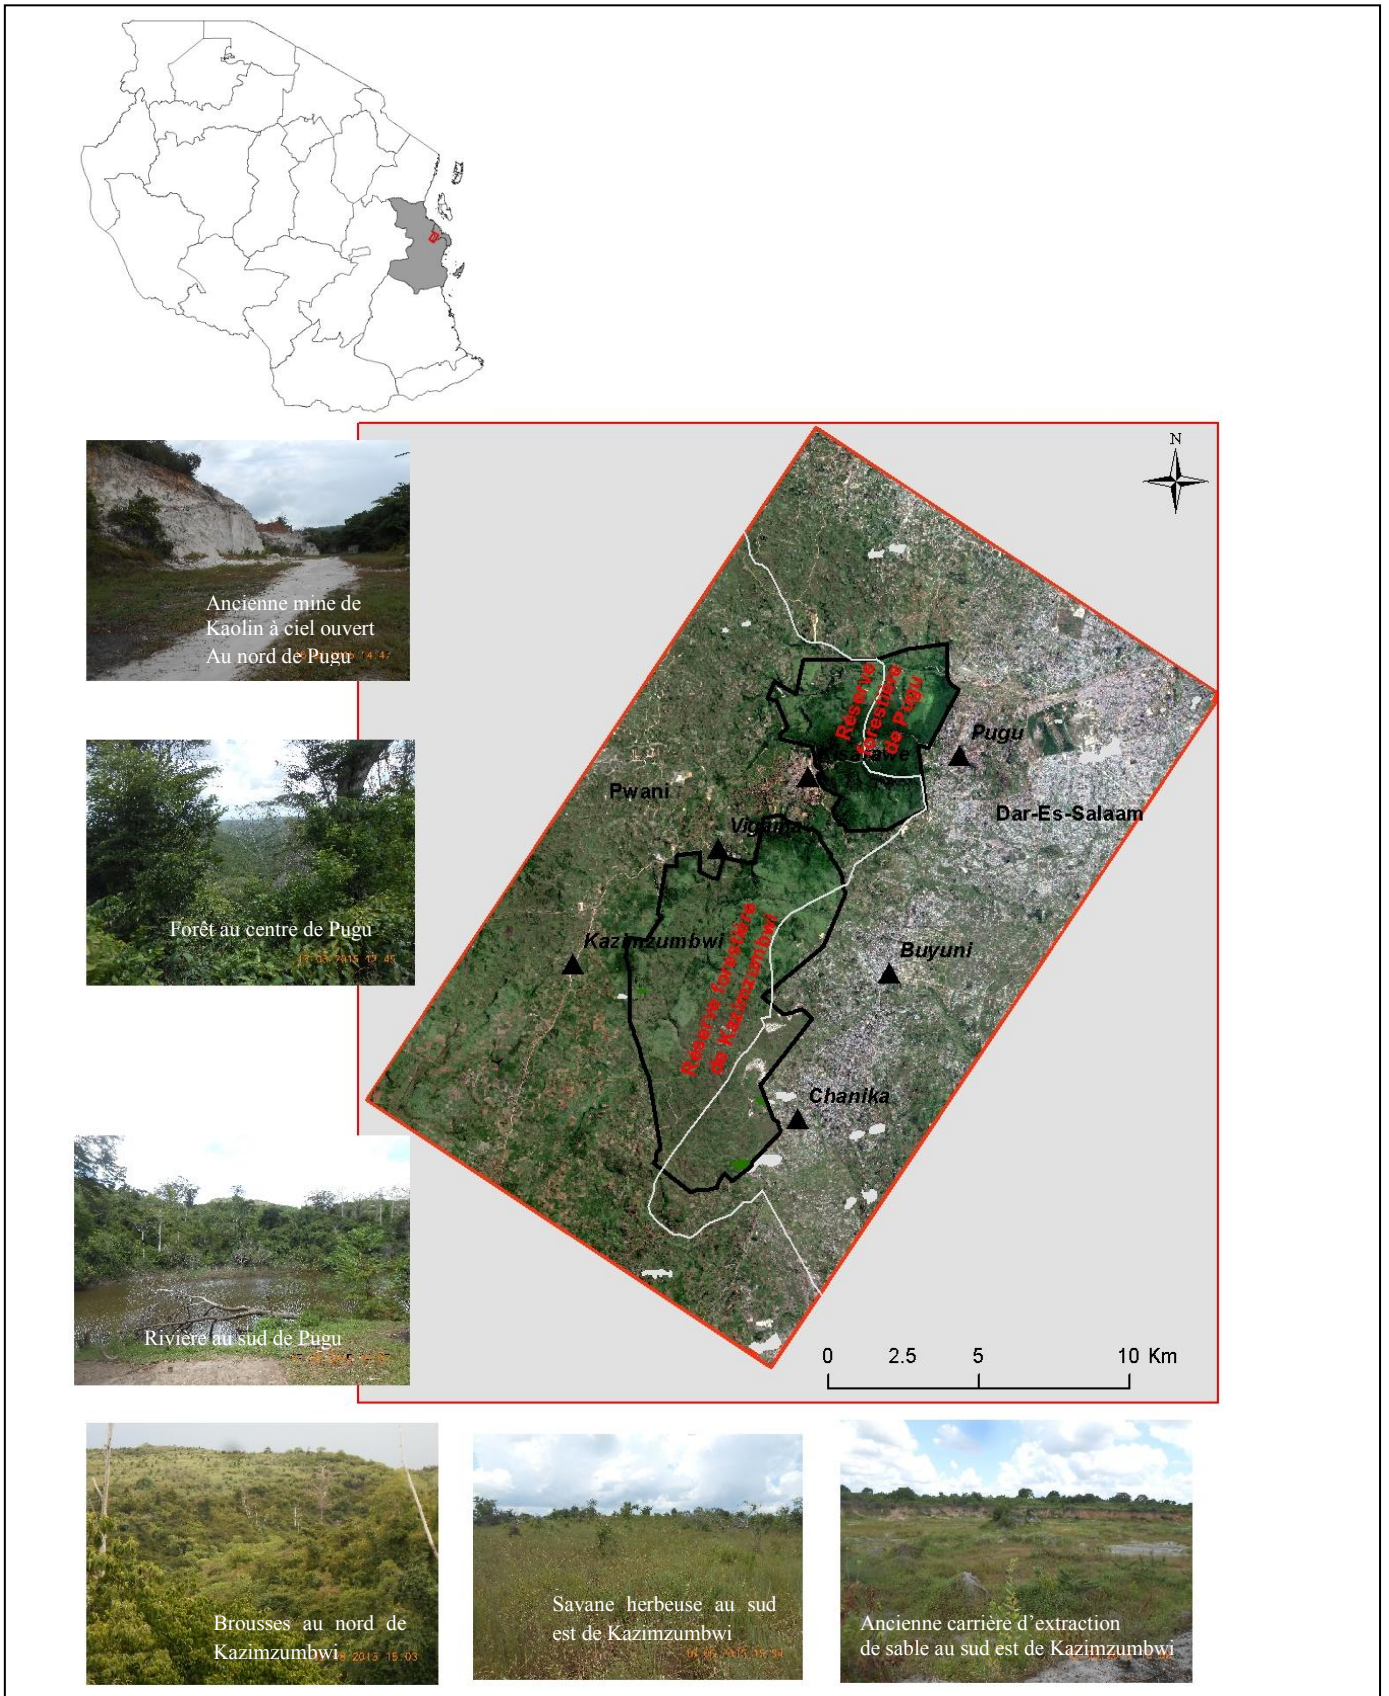 N
Ancienne mine de
Kaolin à ciel ouvert
Au nord de Pugu
Réserve
forestière
de Pugu
Pugu
Pwani
Dar-Es-Salaam
Forêt au centre de Pugu
Kazimzumbwi
Réserve forestière
de Kazimzumbwi
Buyuni
Chanika
Rivière au sud de Pugu
0 2.5 5 10 Km
Brousses au nord de
Kazimzumbwi
2015 15:03
Savane herbeuse au sud
est de Kazimzumbwi
Ancienne carrière d’extraction
de sable au sud est de Kazimzumbwi